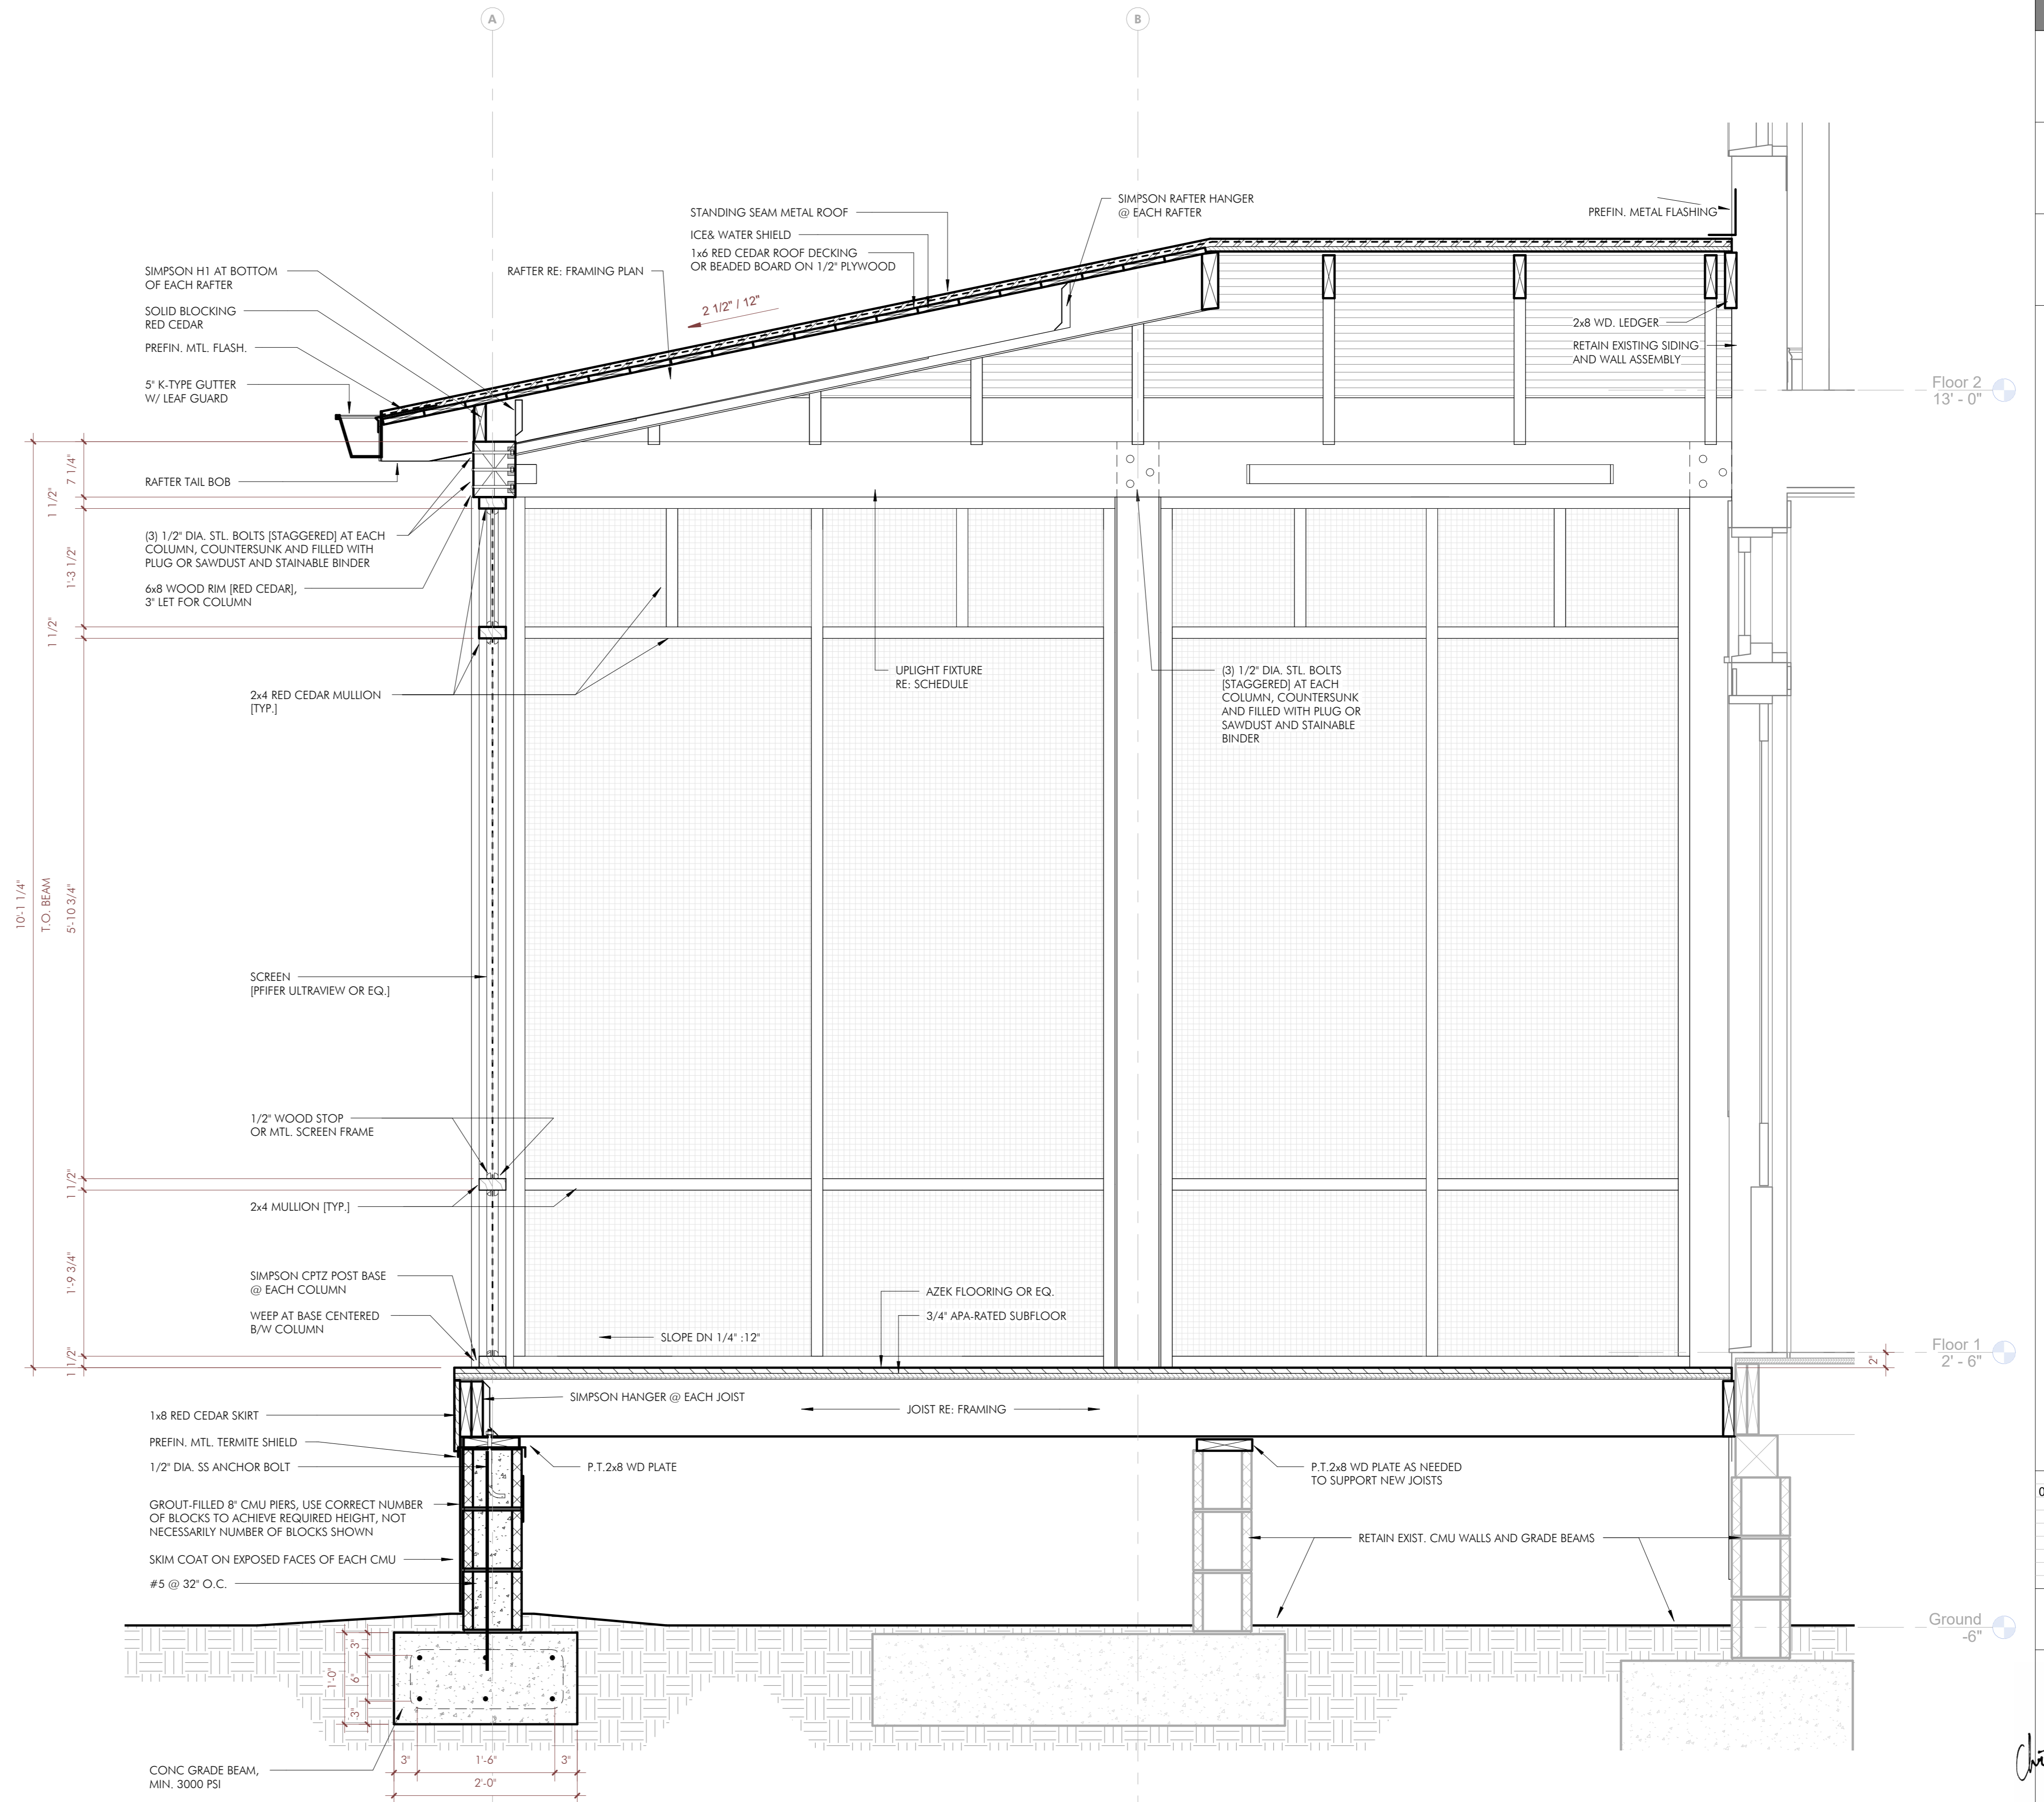 A
B
STANDING SEAM METAL ROOF
ICE& WATER SHIELD
1x6 RED CEDAR ROOF DECKING
OR BEADED BOARD ON 1/2" PLYWOOD
SIMPSON RAFTER HANGER
@ EACH RAFTER
PREFIN. METAL FLASHING
SIMPSON H1 AT BOTTOM
OF EACH RAFTER
RAFTER RE: FRAMING PLAN
2 1/2" / 12"
SOLID BLOCKING
RED CEDAR
PREFIN. MTL. FLASH.
5" K-TYPE GUTTER
W/ LEAF GUARD
2x8 WD. LEDGER
RETAIN EXISTING SIDING
AND WALL ASSEMBLY
Floor 2
13' - 0"
RAFTER TAIL BOB
(3) 1/2" DIA. STL. BOLTS [STAGGERED] AT EACH
COLUMN, COUNTERSUNK AND FILLED WITH
PLUG OR SAWDUST AND STAINABLE BINDER
6x8 WOOD RIM [RED CEDAR],
3" LET FOR COLUMN
7 1/4"
1 1/2"
1'-3 1/2"
1 1/2"
10'-1 1/4"
T.O. BEAM
5'-10 3/4"
1 1/2"
1'-9 3/4"
1 1/2"
2x4 RED CEDAR MULLION
[TYP.]
UPLIGHT FIXTURE
RE: SCHEDULE
(3) 1/2" DIA. STL. BOLTS
[STAGGERED] AT EACH
COLUMN, COUNTERSUNK
AND FILLED WITH PLUG OR
SAWDUST AND STAINABLE
BINDER
SCREEN
[PFIFER ULTRAVIEW OR EQ.]
1/2" WOOD STOP
OR MTL. SCREEN FRAME
2x4 MULLION [TYP.]
SIMPSON CPTZ POST BASE
@ EACH COLUMN
WEEP AT BASE CENTERED
B/W COLUMN
AZEK FLOORING OR EQ.
3/4" APA-RATED SUBFLOOR
SLOPE DN 1/4" :12"
Floor 1
2' - 6"
2"
SIMPSON HANGER @ EACH JOIST
JOIST RE: FRAMING
1x8 RED CEDAR SKIRT
PREFIN. MTL. TERMITE SHIELD
1/2" DIA. SS ANCHOR BOLT
P.T.2x8 WD PLATE
P.T.2x8 WD PLATE AS NEEDED
TO SUPPORT NEW JOISTS
GROUT-FILLED 8" CMU PIERS, USE CORRECT NUMBER
OF BLOCKS TO ACHIEVE REQUIRED HEIGHT, NOT
NECESSARILY NUMBER OF BLOCKS SHOWN
RETAIN EXIST. CMU WALLS AND GRADE BEAMS
SKIM COAT ON EXPOSED FACES OF EACH CMU
#5 @ 32" O.C.
Ground
-6"
3"
6"
3"
1'-0"
3"
1'-6"
3"
2'-0"
CONC GRADE BEAM,
MIN. 3000 PSI